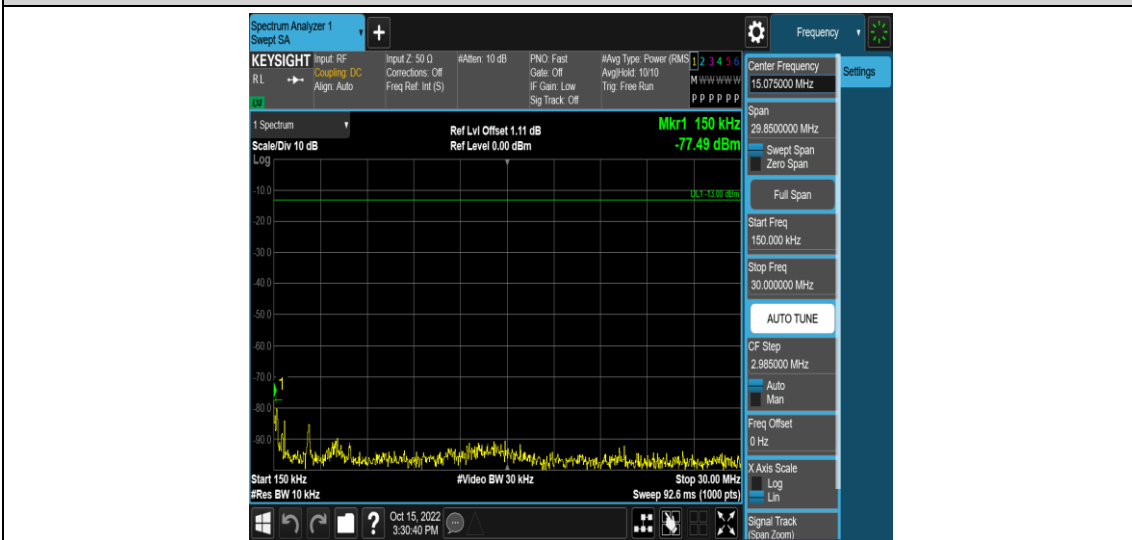 Spectrum Analyzer 1
Swept SA
+
Frequency
KEYSIGHT
RL
LW
Input: RF
Coupling: DC
Align: Auto
Input Z: 50 Ω
Corrections: Off
Freq Ref: Int (S)
#Atten: 10 dB
PNO: Fast
Gate: Off
IF Gain: Low
Sig Track: Off
#Avg Type: Power (RMS
Avg|Hold: 10/10
Trig: Free Run
1 2 3 4 5 6
M W W W W W
P P P P P P
1 Spectrum
Scale/Div 10 dB
Log
Ref Lvl Offset 1.11 dB
Ref Level 0.00 dBm
Mkr1 150 kHz
-77.49 dBm
DL1 -13.00 dBm
-10.0
-20.0
-30.0
-40.0
-50.0
-60.0
-70.0
1
-80.0
-90.0
Start 150 kHz
#Video BW 30 kHz
Stop 30.00 MHz
#Res BW 10 kHz
Sweep 92.6 ms (1000 pts)
Center Frequency
15.075000 MHz
Settings
Span
29.8500000 MHz
Swept Span
Zero Span
Full Span
Start Freq
150.000 kHz
Stop Freq
30.000000 MHz
AUTO TUNE
CF Step
2.985000 MHz
Auto
Man
Freq Offset
0 Hz
X Axis Scale
Log
Lin
Signal Track
(Span Zoom)
?
Oct 15, 2022
3:30:40 PM